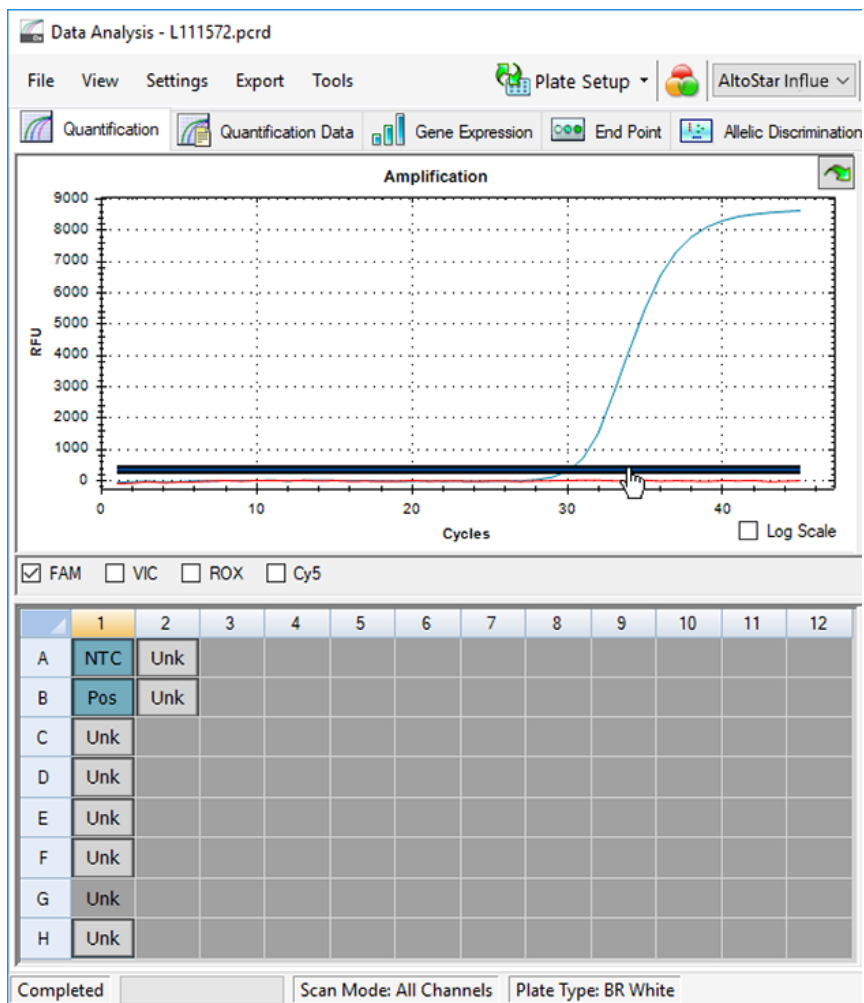 Data Analysis - L111572.pcrd
File View Settings Export Tools Plate Setup AltoStar Influe
Quantification Quantification Data Gene Expression End Point Allelic Discrimination
Amplification
9000
8000
7000
6000
5000
4000
3000
2000
1000
0
RFU
0 10 20 30 40
Cycles
Log Scale
FAM VIC ROX Cy5
1 2 3 4 5 6 7 8 9 10 11 12
A NTC Unk
B Pos Unk
C Unk
D Unk
E Unk
F Unk
G Unk
H Unk
Completed Scan Mode: All Channels Plate Type: BR White